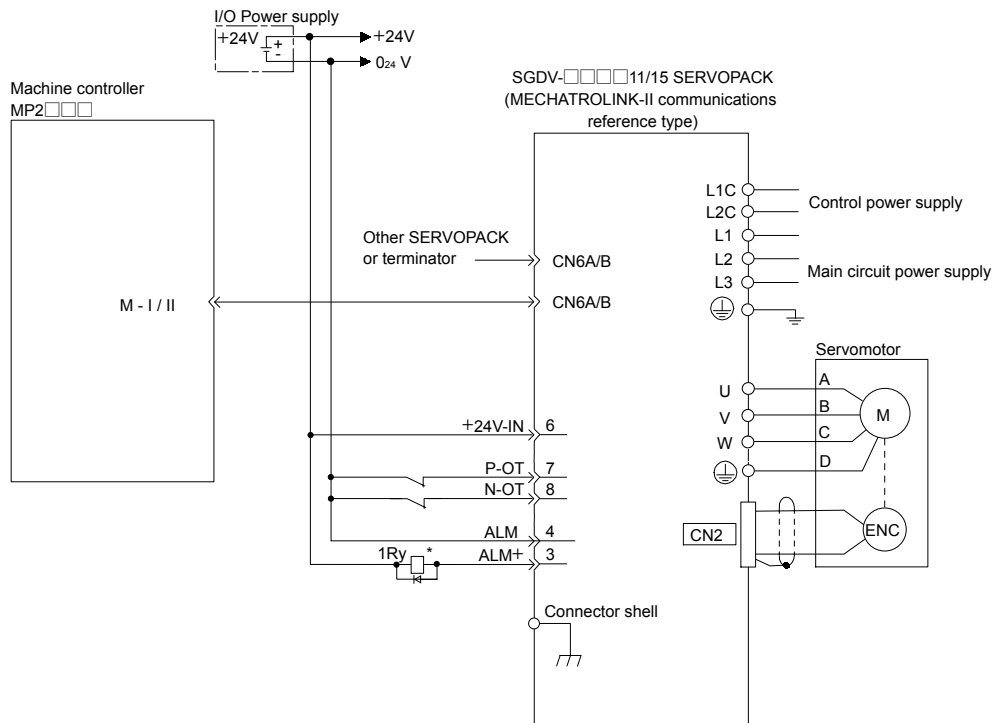 I/O Power supply
+24V
+
-
+24V
024 V
Machine controller
MP2□□□
SGDV-□□□□11/15 SERVOPACK
(MECHATROLINK-II communications
reference type)
L1C
L2C
Control power supply
L1
L2
L3
Main circuit power supply
Other SERVOPACK
or terminator
CN6A/B
M - I / II
CN6A/B
Servomotor
U
A
V
B
M
W
C
D
+24V-IN
6
P-OT
7
N-OT
8
ALM
4
1Ry
*
ALM+
3
CN2
ENC
Connector shell